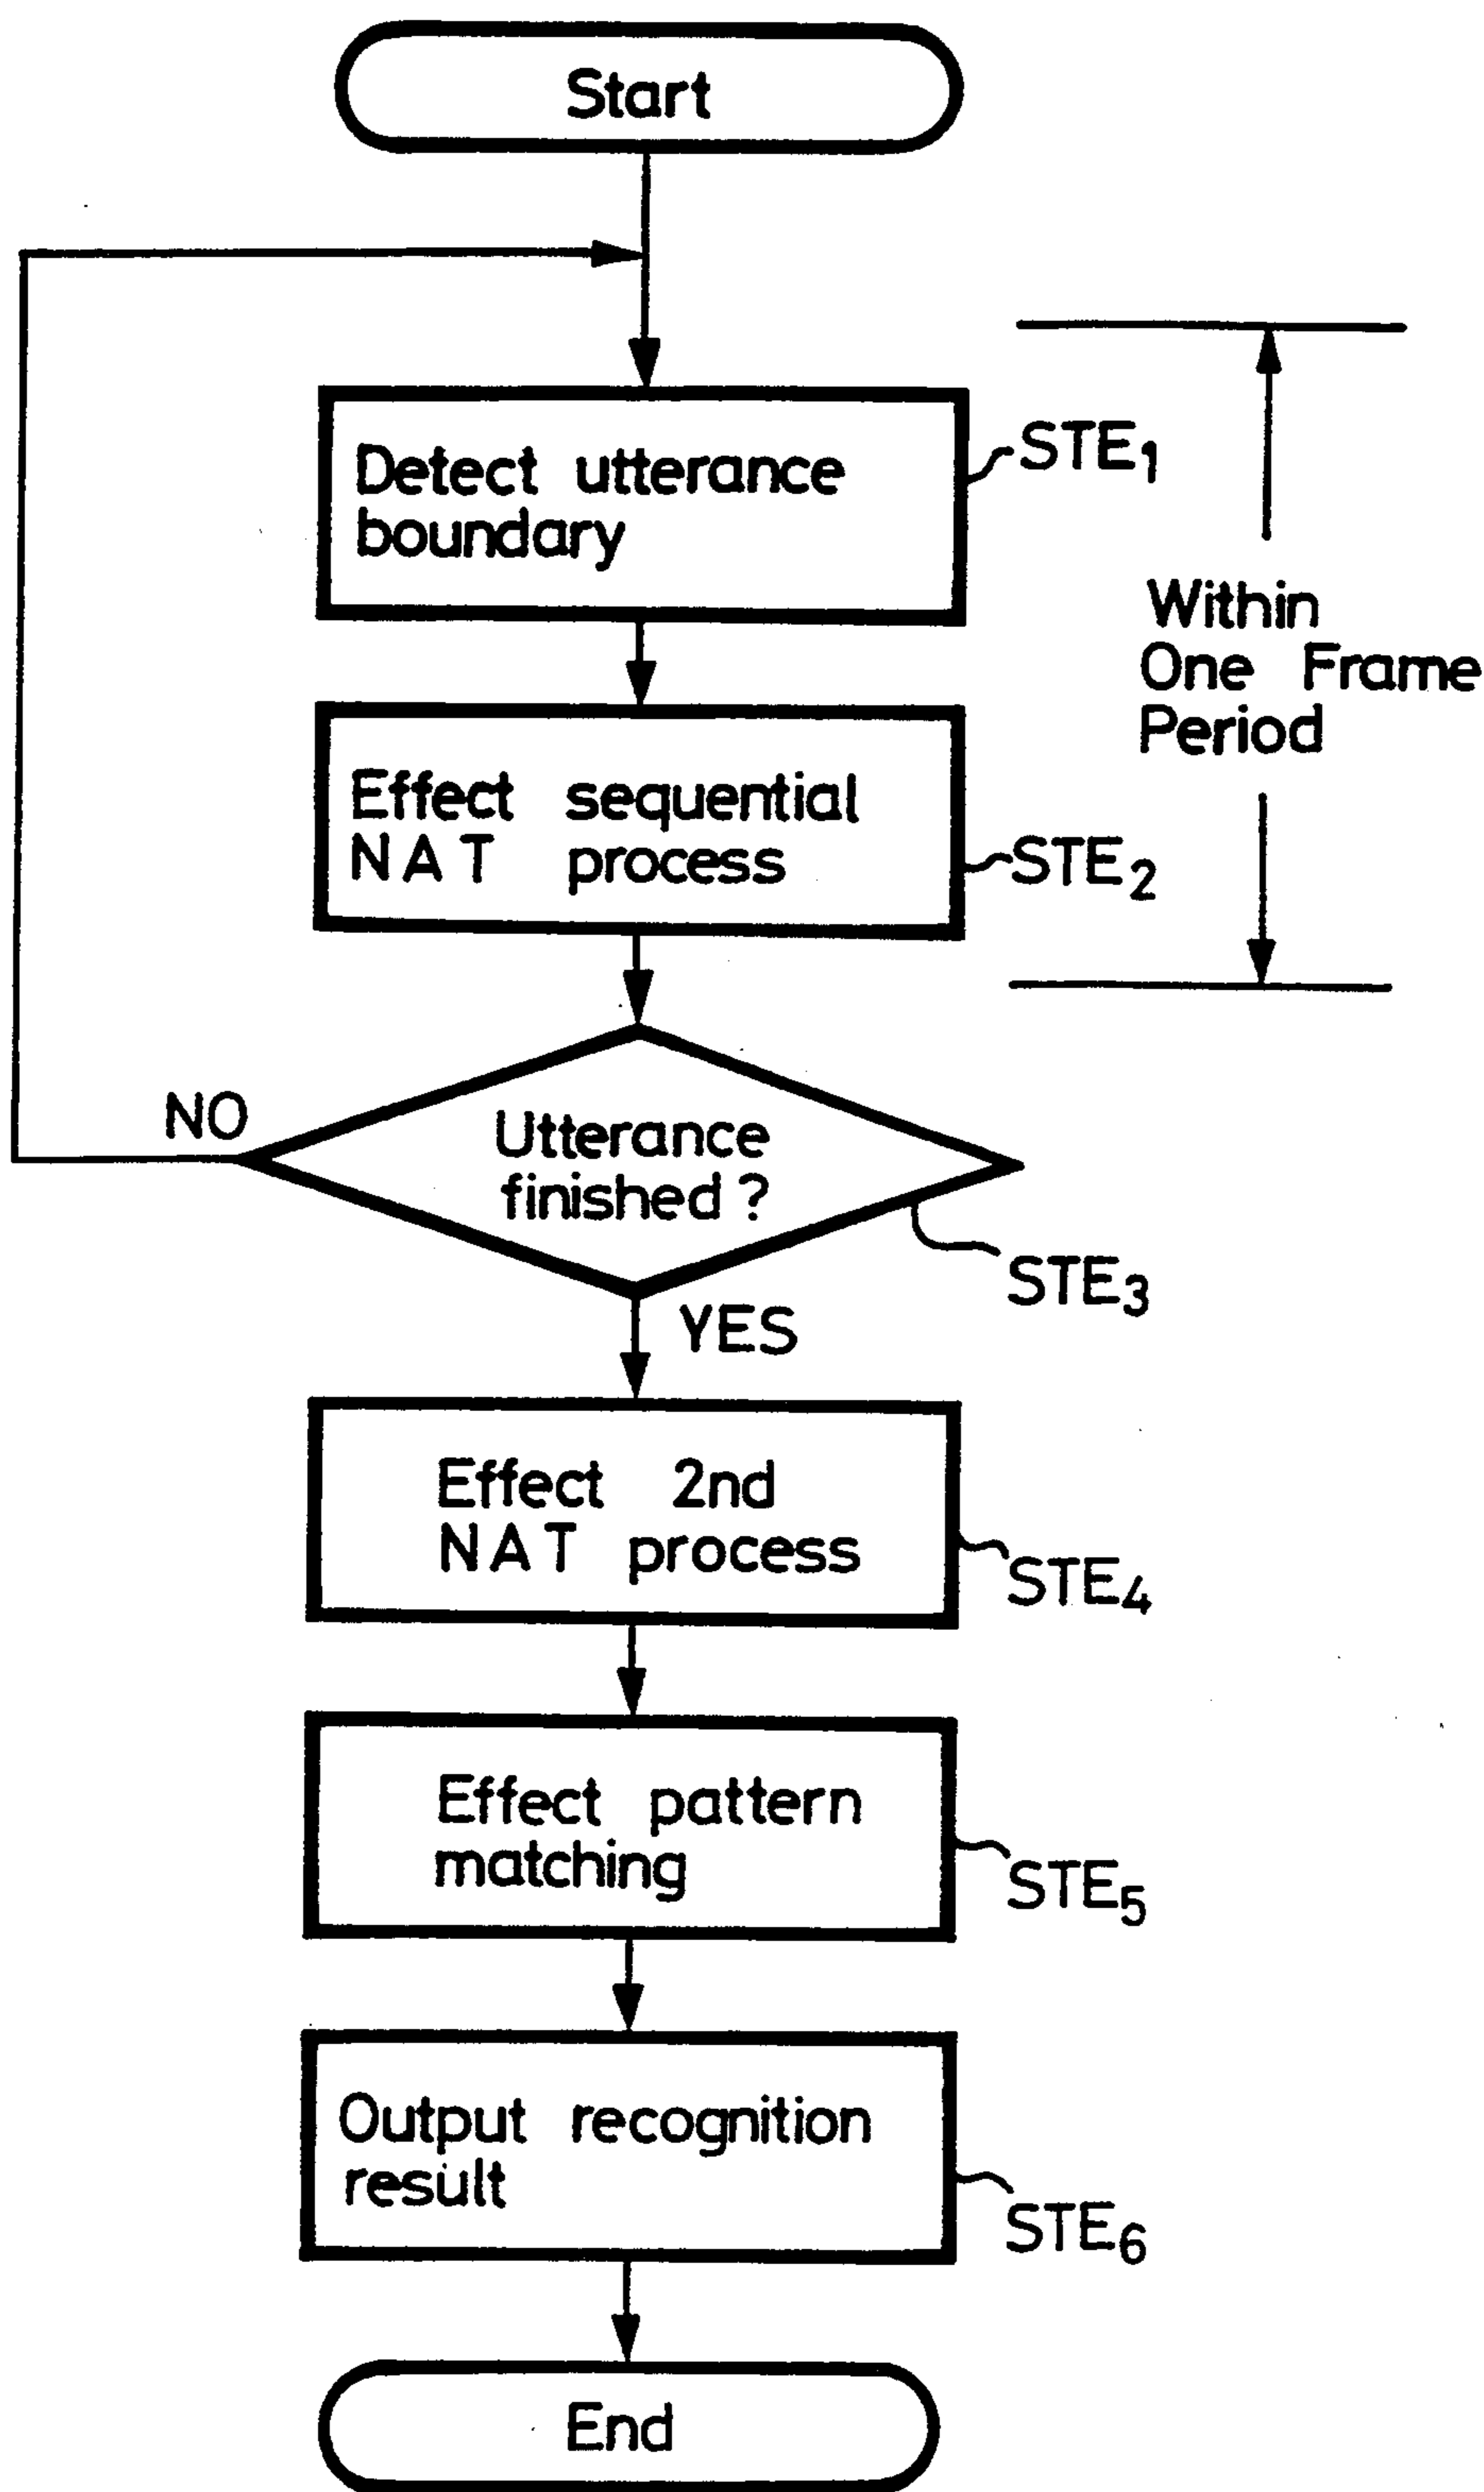 Start
Detect utterance
boundary
STE1
Within
One Frame
Period
Effect sequential
NAT process
STE2
NO
Utterance
finished?
STE3
YES
Effect 2nd
NAT process
STE4
Effect pattern
matching
STE5
Output recognition
result
STE6
End